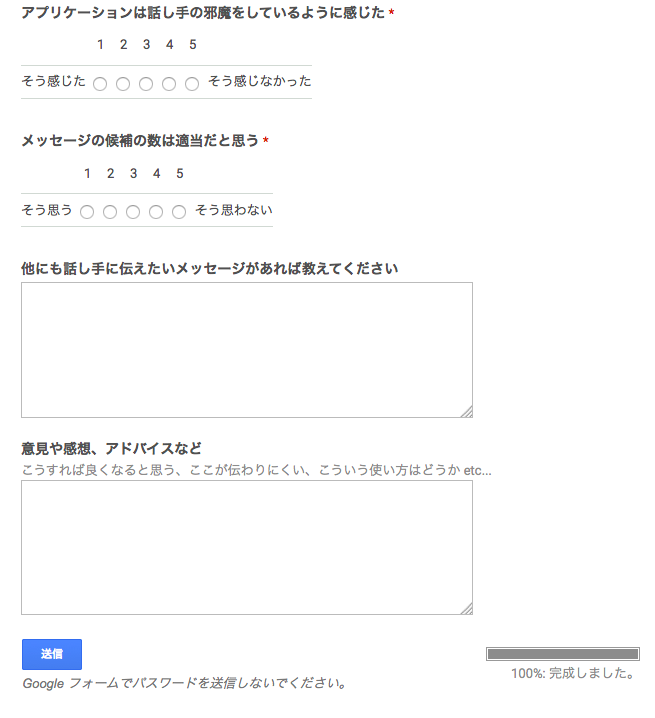 アプリケーションは話し手の邪魔をしているように感じた *
1 2 3 4 5
そう感じた そう感じなかった
メッセージの候補の数は適当だと思う *
1 2 3 4 5
そう思う そう思わない
他にも話し手に伝えたいメッセージがあれば教えてください
意見や感想、アドバイスなど
こうすれば良くなると思う、ここが伝わりにくい、こういう使い方はどうか etc...
送信
100%: 完成しました。
Google フォームでパスワードを送信しないでください。